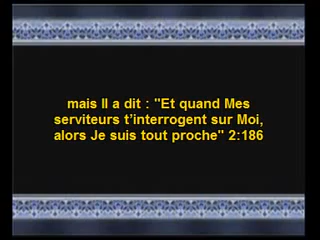 mais Il a dit : "Et quand Mes
serviteurs t’interrogent sur Moi,
alors Je suis tout proche" 2:186